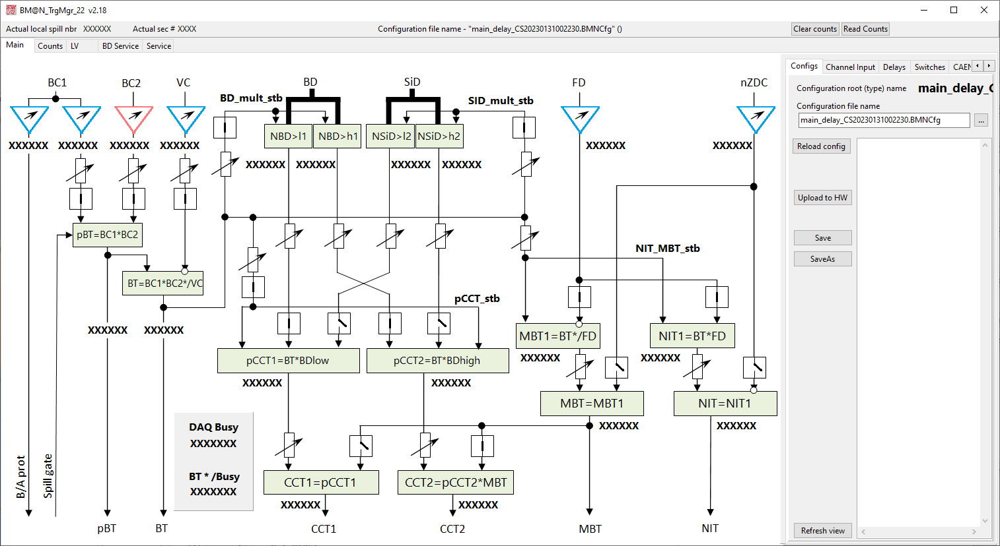 BM@N_TrgMgr_22 v2.18
Actual local spill nbr XXXXXX Actual sec # XXXX Configuration file name - "main_delay_CS20230131002230.BMNCfg" () Clear counts Read Counts
Main Counts LV BD Service Service
Configs Channel Input Delays Switches CAEN
BC1 BC2 VC BD SiD FD nZDC
BD_mult_stb SID_mult_stb
NBD>l1 NBD>h1 NSiD>l2 NSiD>h2
XXXXXX XXXXXX XXXXXX XXXXXX XXXXXX XXXXXX
XXXXXX XXXXXX XXXXXX XXXXXX
pBT=BC1*BC2
NIT_MBT_stb
BT=BC1*BC2*/VC
pCCT_stb
XXXXXX XXXXXX
MBT1=BT*/FD NIT1=BT*FD
XXXXXX XXXXXX
pCCT1=BT*BDlow pCCT2=BT*BDhigh
XXXXXX XXXXXX
MBT=MBT1 NIT=NIT1
XXXXXX XXXXXX
DAQ Busy
XXXXXXX
BT * /Busy
XXXXXXX
B/A prot
Spill gate
CCT1=pCCT1 CCT2=pCCT2*MBT
XXXXXX XXXXXX
pBT BT CCT1 CCT2 MBT NIT
Configuration root (type) name main_delay_C
Configuration file name
main_delay_CS20230131002230.BMNCfg ...
Reload config
Upload to HW
Save
SaveAs
Refresh view